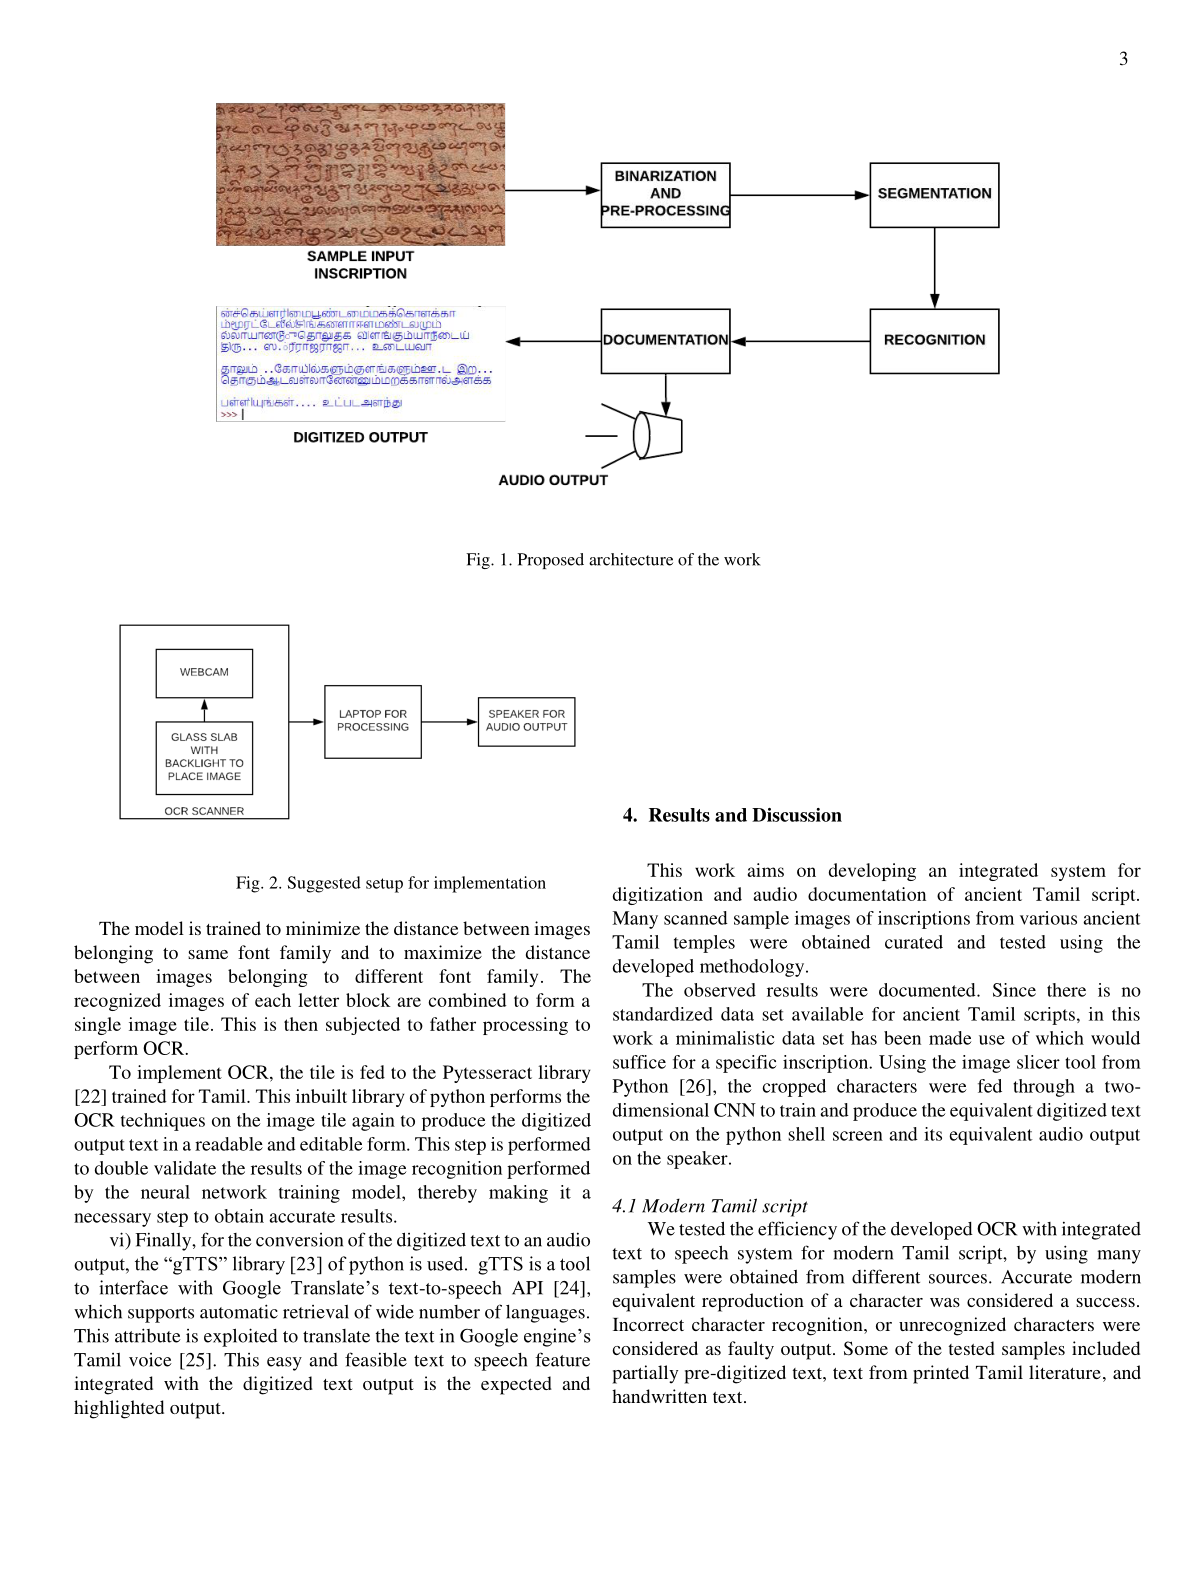 3
BINARIZATION
AND
PRE-PROCESSING
SEGMENTATION
SAMPLE INPUT
INSCRIPTION
RECOGNITION
DOCUMENTATION
திரு... உடையவா
தாலும் ..கோயில்களும்குளங்களும்ஊ.ட இற...
பள்ளியுங்கள்.... உட்படஅளந்து
>>>
DIGITIZED OUTPUT
AUDIO OUTPUT
Fig. 1. Proposed architecture of the work
WEBCAM
GLASS SLAB
WITH
BACKLIGHT TO
PLACE IMAGE
OCR SCANNER
LAPTOP FOR
PROCESSING
SPEAKER FOR
AUDIO OUTPUT
Fig. 2. Suggested setup for implementation
The model is trained to minimize the distance between images
belonging to same font family and to maximize the distance
between images belonging to different font family. The
recognized images of each letter block are combined to form a
single image tile. This is then subjected to father processing to
perform OCR.
To implement OCR, the tile is fed to the Pytesseract library
[22] trained for Tamil. This inbuilt library of python performs the
OCR techniques on the image tile again to produce the digitized
output text in a readable and editable form. This step is performed
to double validate the results of the image recognition performed
by the neural network training model, thereby making it a
necessary step to obtain accurate results.
vi) Finally, for the conversion of the digitized text to an audio
output, the “gTTS” library [23] of python is used. gTTS is a tool
to interface with Google Translate’s text-to-speech API [24],
which supports automatic retrieval of wide number of languages.
This attribute is exploited to translate the text in Google engine’s
Tamil voice [25]. This easy and feasible text to speech feature
integrated with the digitized text output is the expected and
highlighted output.
4. Results and Discussion
This work aims on developing an integrated system for
digitization and audio documentation of ancient Tamil script.
Many scanned sample images of inscriptions from various ancient
Tamil temples were obtained curated and tested using the
developed methodology.
The observed results were documented. Since there is no
standardized data set available for ancient Tamil scripts, in this
work a minimalistic data set has been made use of which would
suffice for a specific inscription. Using the image slicer tool from
Python [26], the cropped characters were fed through a two-
dimensional CNN to train and produce the equivalent digitized text
output on the python shell screen and its equivalent audio output
on the speaker.
4.1 Modern Tamil script
We tested the efficiency of the developed OCR with integrated
text to speech system for modern Tamil script, by using many
samples were obtained from different sources. Accurate modern
equivalent reproduction of a character was considered a success.
Incorrect character recognition, or unrecognized characters were
considered as faulty output. Some of the tested samples included
partially pre-digitized text, text from printed Tamil literature, and
handwritten text.